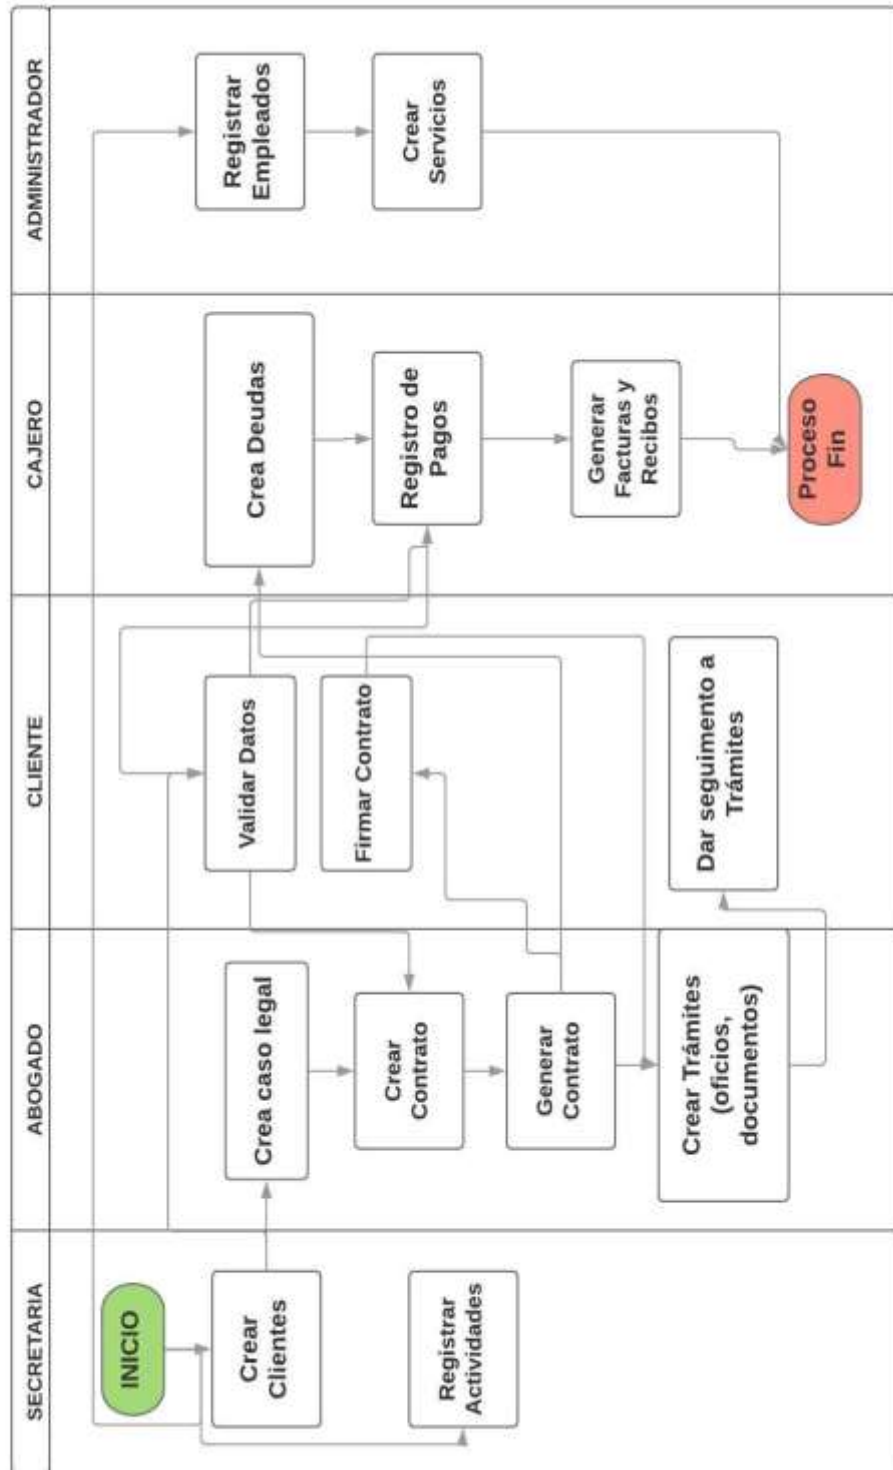 SECRETARIA
ABOGADO
CLIENTE
CAJERO
ADMINISTRADOR
INICIO
Crear
Clientes
Registrar
Actividades
Crea caso legal
Crear
Contrato
Generar
Contrato
Crear Trámites
(oficios,
documentos)
Validar Datos
Firmar Contrato
Dar seguimento a
Trámites
Crea Deudas
Registro de
Pagos
Generar
Facturas y
Recibos
Proceso
Fin
Registrar
Empleados
Crear
Servicios